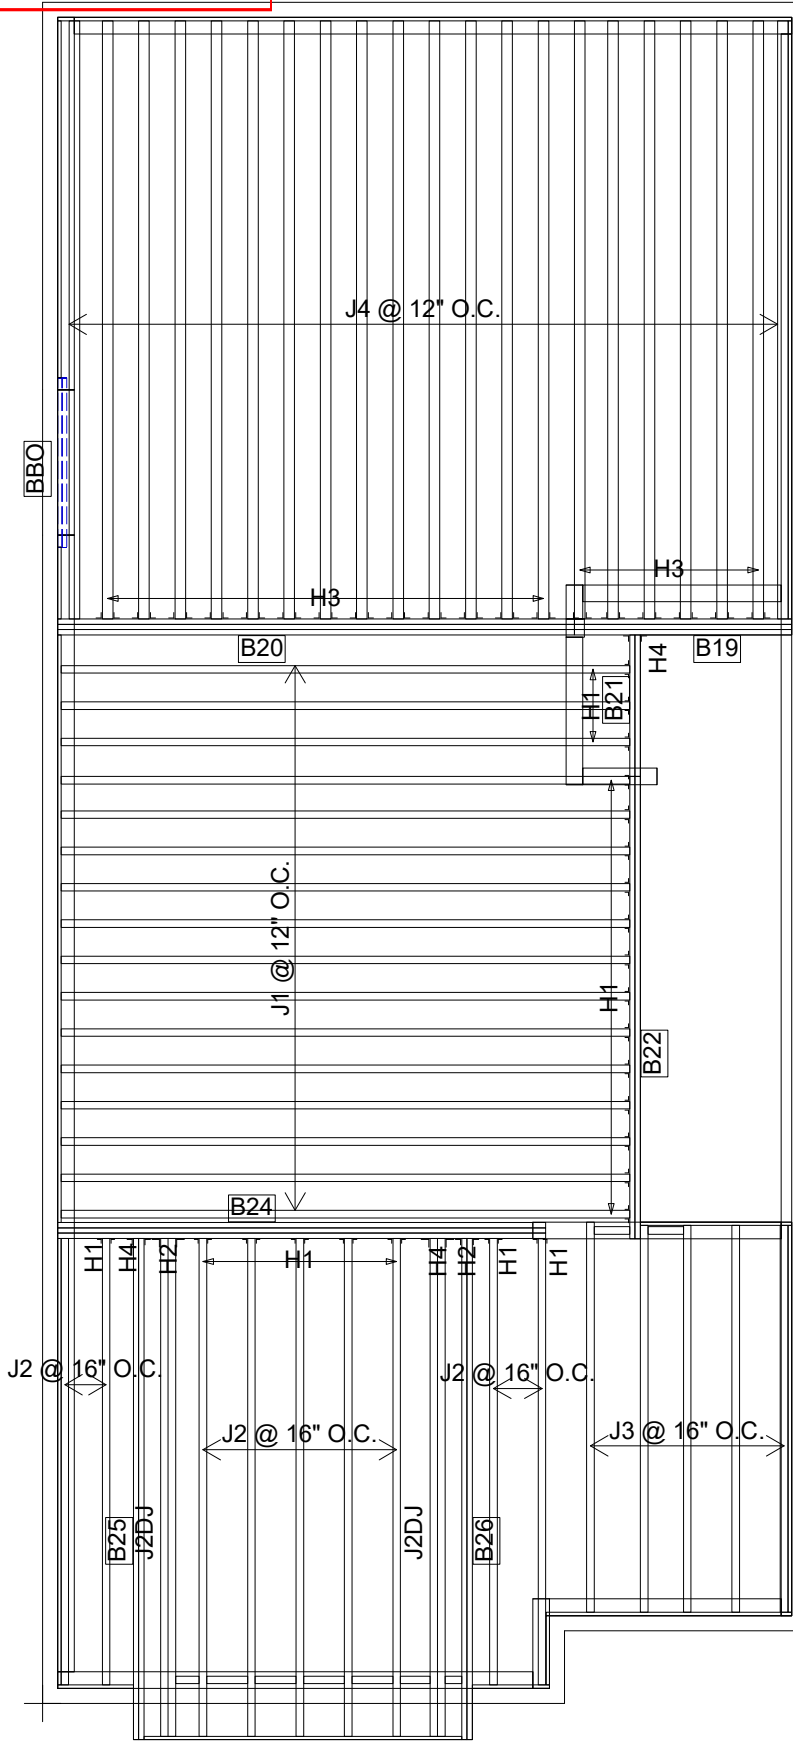 J4 @ 12" O.C.
BBO
H3
H3
B20
B19
H4
H1
B21
J1 @ 12" O.C.
H1
B22
B24
H1
H4
H2
H1
H4
H2
H1
H1
J2 @ 16" O.C.
J2 @ 16" O.C.
J2 @ 16" O.C.
J3 @ 16" O.C.
B25
J2DJ
J2DJ
B26